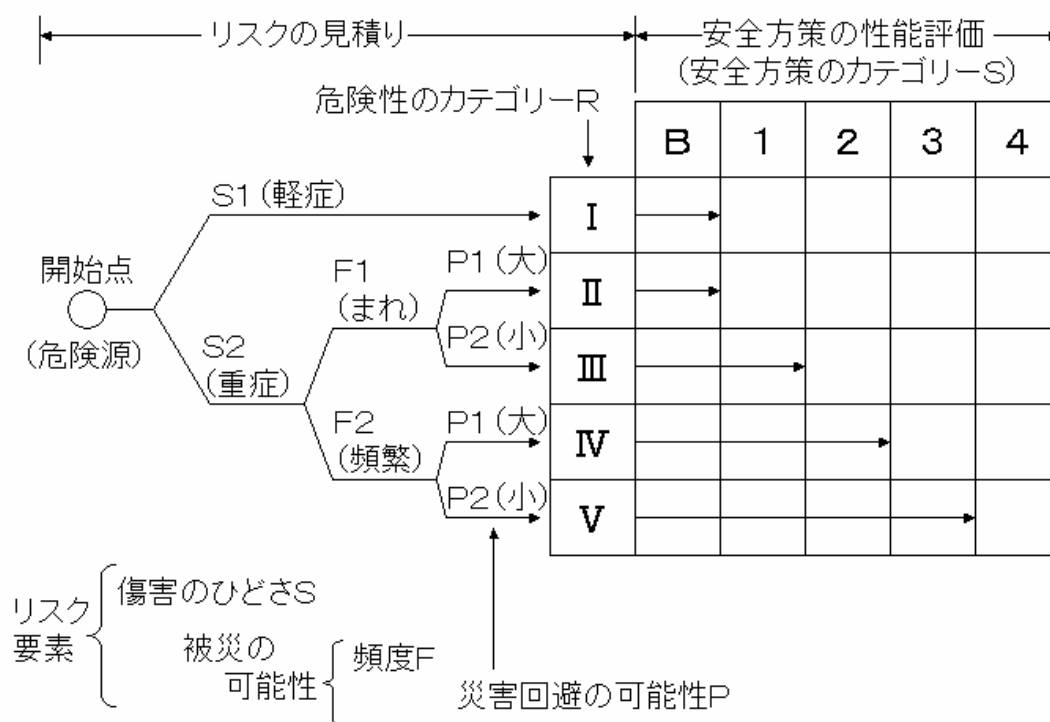 リスクの見積り
安全方策の性能評価
(安全方策のカテゴリーS)
危険性のカテゴリーR
B 1 2 3 4
S1(軽症)
Ⅰ
開始点
(危険源)
F1
(まれ)
P1(大)
Ⅱ
P2(小)
Ⅲ
S2
(重症)
F2
(頻繁)
P1(大)
Ⅳ
P2(小)
Ⅴ
リスク
要素
傷害のひどさS
被災の
可能性
頻度F
災害回避の可能性P